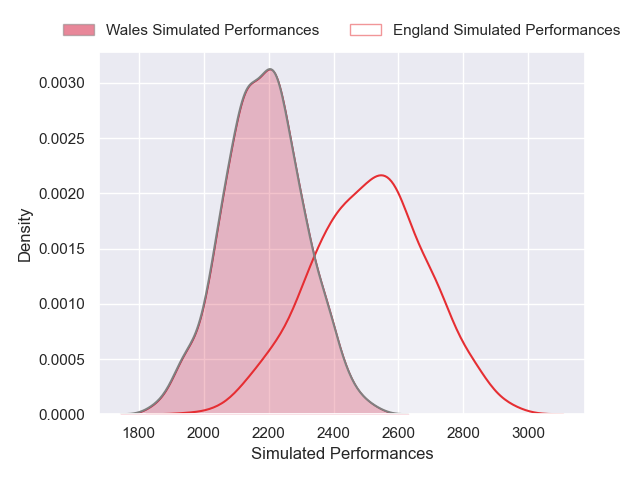 Wales Simulated Performances England Simulated Performances
0.0030
0.0025
0.0020
0.0015
0.0010
0.0005
0.0000
Density
1800 2000 2200 2400 2600 2800 3000
Simulated Performances